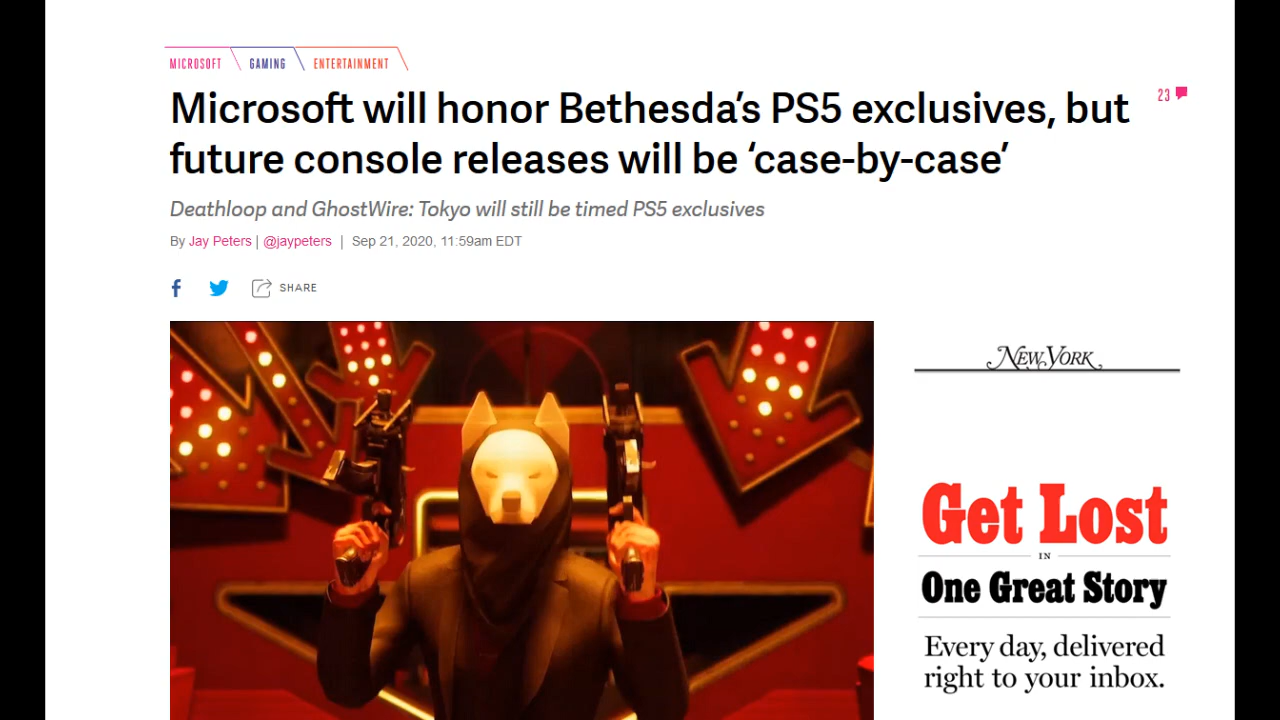 MICROSOFT GAMING ENTERTAINMENT
Microsoft will honor Bethesda’s PS5 exclusives, but
future console releases will be ‘case-by-case’
23
Deathloop and GhostWire: Tokyo will still be timed PS5 exclusives
By Jay Peters | @jaypeters | Sep 21, 2020, 11:59am EDT
SHARE
NEW YORK
Get Lost
IN
One Great Story
Every day, delivered
right to your inbox.